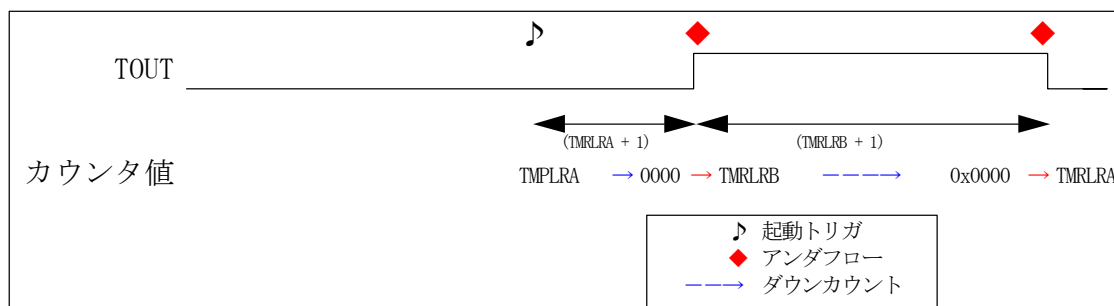 ♪ ◆ ◆
TOUT
(TMRLRA + 1) (TMRLRB + 1)
カウンタ値 TMPLRA → 0000 → TMRLRB ---→ 0x0000 → TMRLRA
♪ 起動トリガ
◆ アンダフロー
---→ ダウンカウント